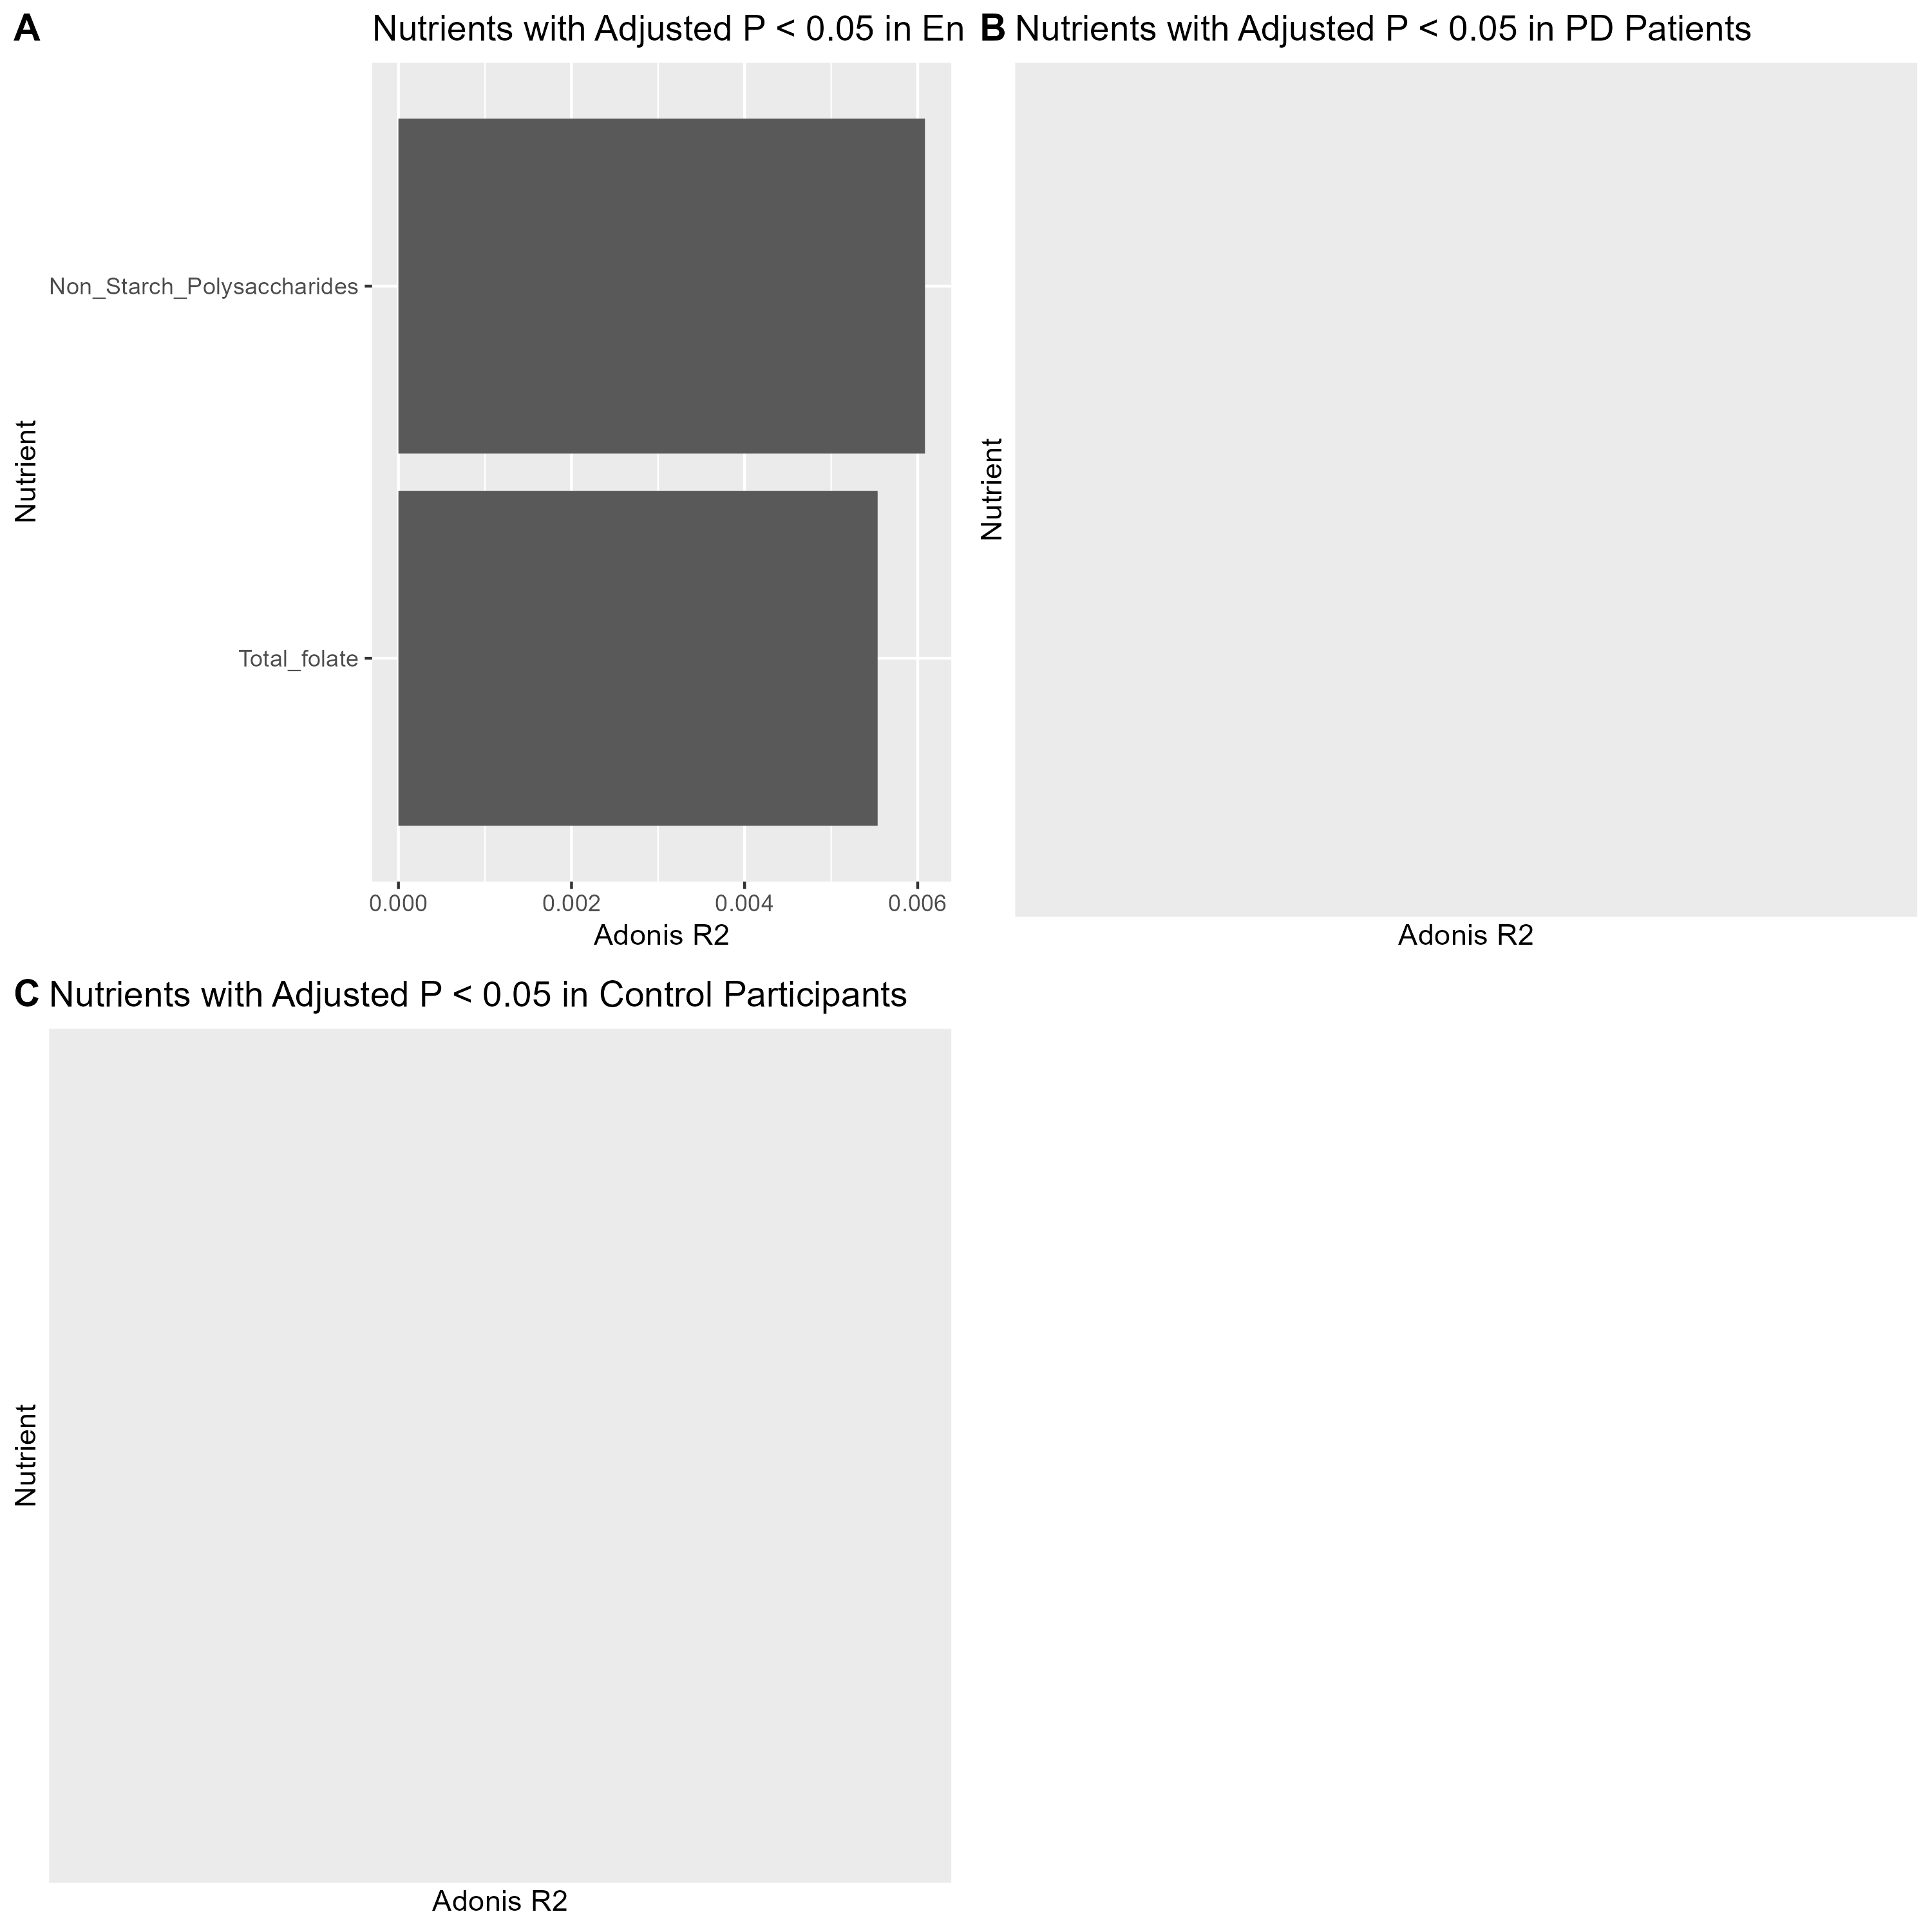 A
Nutrients with Adjusted P < 0.05 in En
Nutrient
Non_Starch_Polysaccharides
Total_folate
0.000 0.002 0.004 0.006
Adonis R2
B
Nutrients with Adjusted P < 0.05 in PD Patients
Nutrient
Adonis R2
C
Nutrients with Adjusted P < 0.05 in Control Participants
Nutrient
Adonis R2